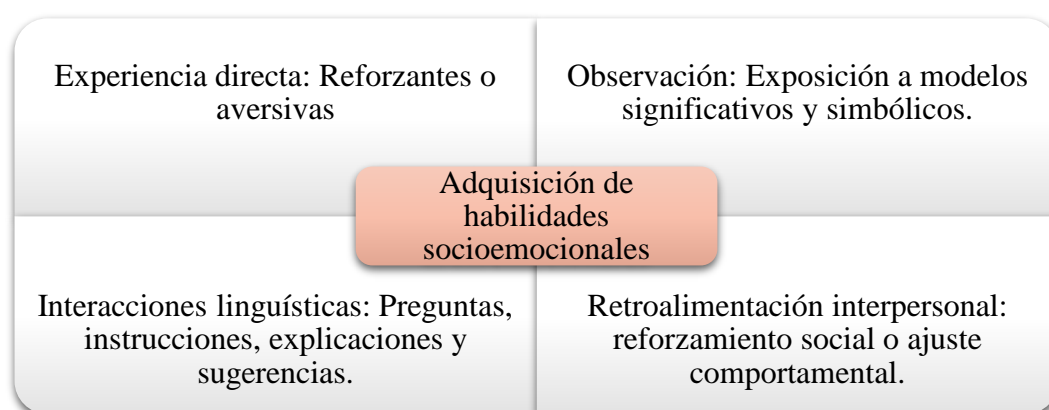 Experiencia directa: Reforzantes o
aversivas
Observación: Exposición a modelos
significativos y simbólicos.
Adquisición de
habilidades
socioemocionales
Interacciones linguísticas: Preguntas,
instrucciones, explicaciones y
sugerencias.
Retroalimentación interpersonal:
reforzamiento social o ajuste
comportamental.